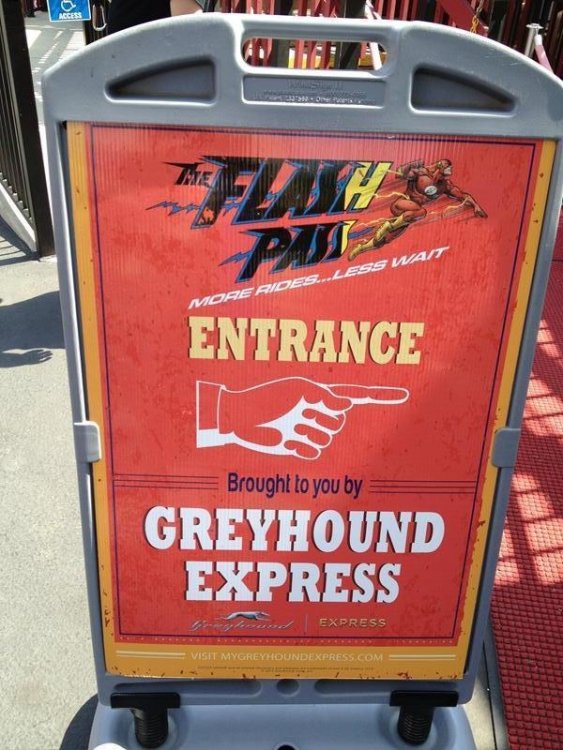 ACCESS
THE FLASH
PASS
MORE RIDES...LESS WAIT
ENTRANCE
Brought to you by
GREYHOUND
EXPRESS
Greyhound | EXPRESS
VISIT MYGREYHOUNDEXPRESS.COM